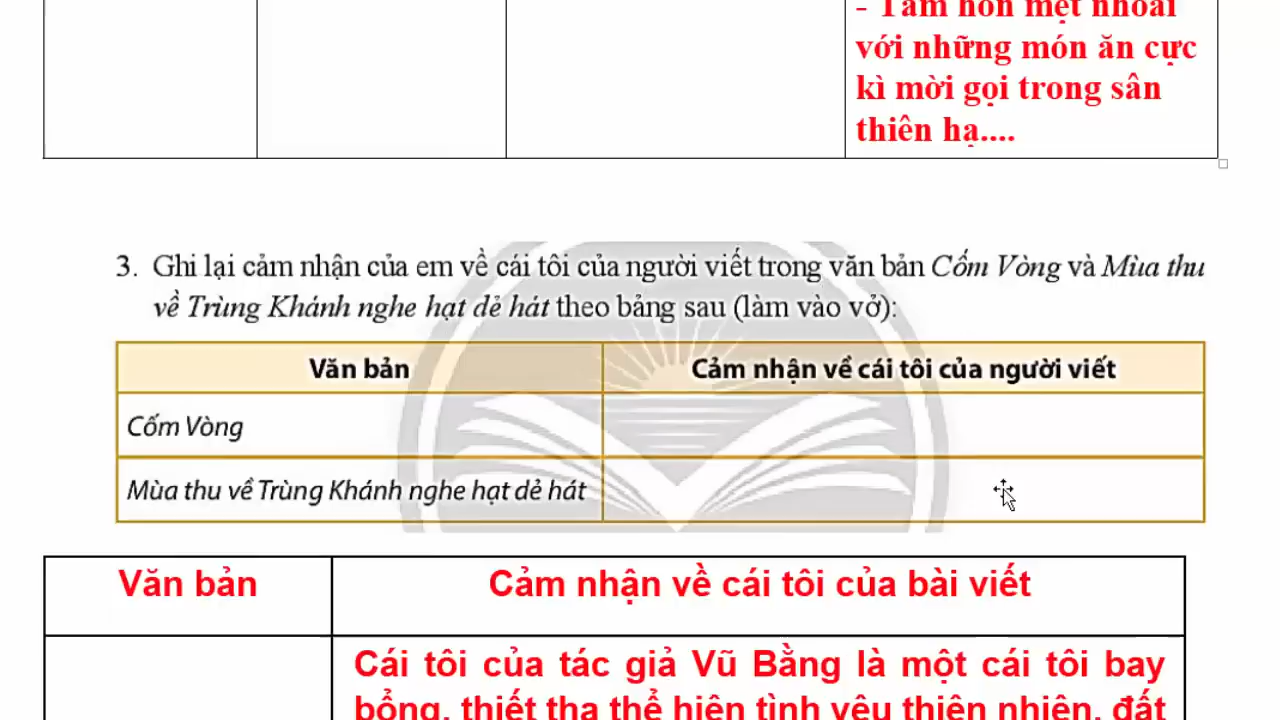 - Tâm hồn mệt nhoài
với những món ăn cực
kì mời gọi trong sân
thiên hạ....
3. Ghi lại cảm nhận của em về cái tôi của người viết trong văn bản Cốm Vòng và Mùa thu
về Trùng Khánh nghe hạt dẻ hát theo bảng sau (làm vào vở):
Văn bản Cảm nhận về cái tôi của người viết
Cốm Vòng
Mùa thu về Trùng Khánh nghe hạt dẻ hát
Văn bản Cảm nhận về cái tôi của bài viết
Cái tôi của tác giả Vũ Bằng là một cái tôi bay
bổng, thiết tha thể hiện tình yêu thiên nhiên, đất